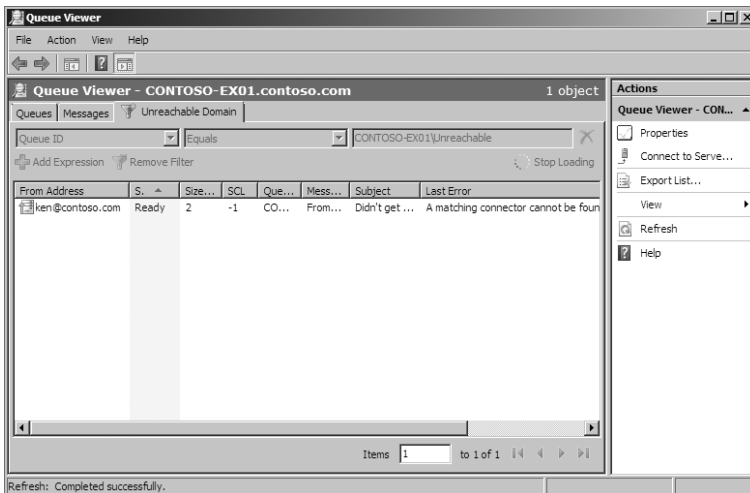 Queue Viewer
File Action View Help
Queue Viewer - CONTOSO-EX01.contoso.com 1 object
Queues Messages Unreachable Domain
Queue ID Equals CONTOSO-EX01\Unreachable
Add Expression Remove Filter Stop Loading
From Address S. Size... SCL Que... Mess... Subject Last Error
ken@contoso.com Ready 2 -1 CO... From... Didn't get ... A matching connector cannot be foun
Items 1 to 1 of 1
Refresh: Completed successfully.
Actions
Queue Viewer - CON...
Properties
Connect to Serve...
Export List...
View
Refresh
Help